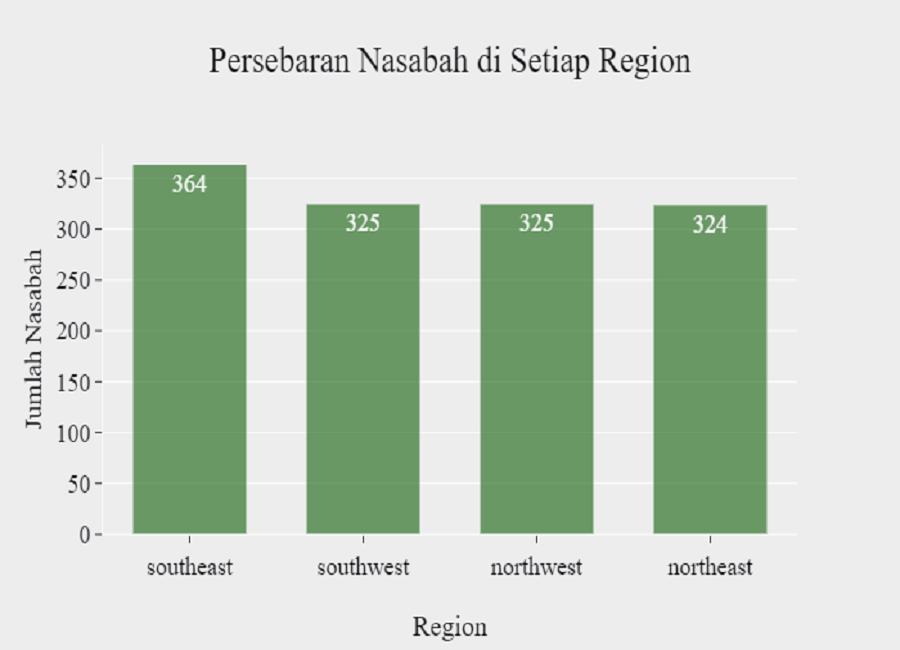 Persebaran Nasabah di Setiap Region
Jumlah Nasabah
350
300
250
200
150
100
50
0
364
325
325
324
southeast
southwest
northwest
northeast
Region